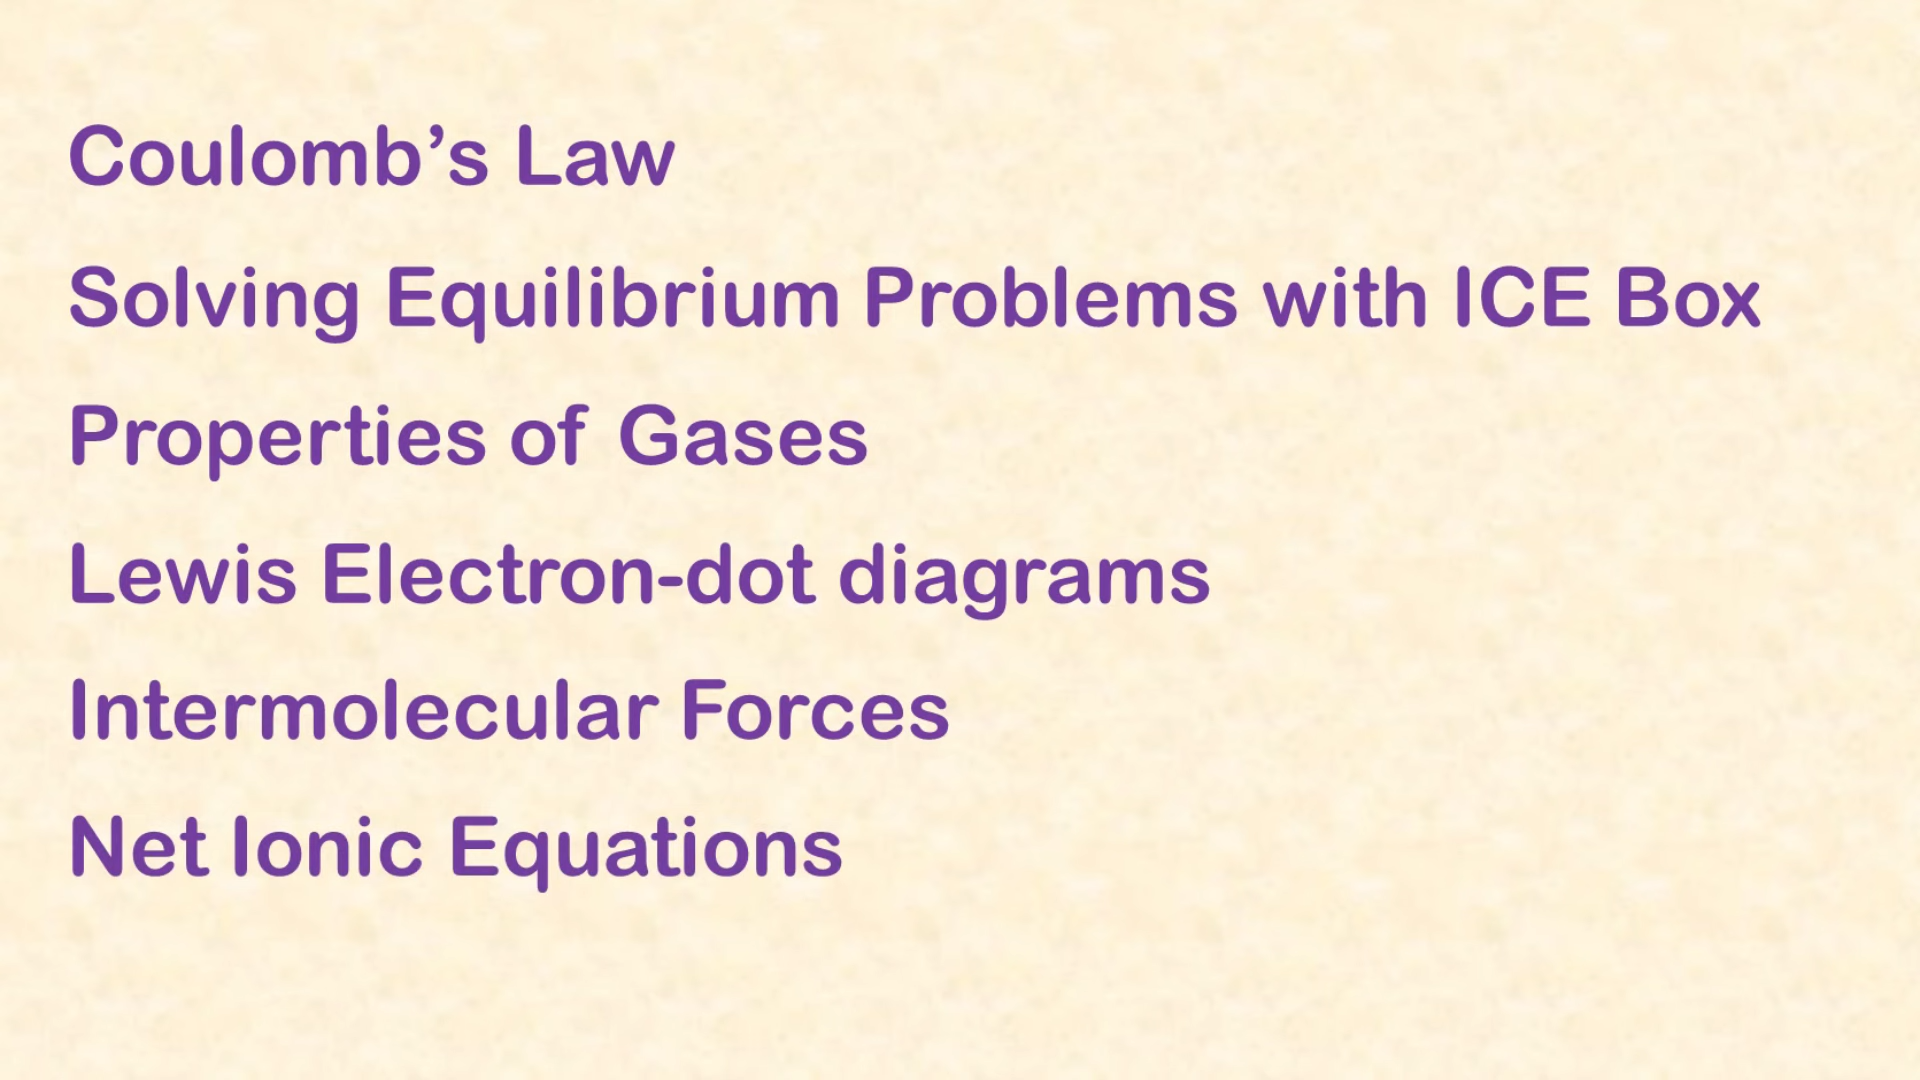 Coulomb’s Law
Solving Equilibrium Problems with ICE Box
Properties of Gases
Lewis Electron-dot diagrams
Intermolecular Forces
Net Ionic Equations